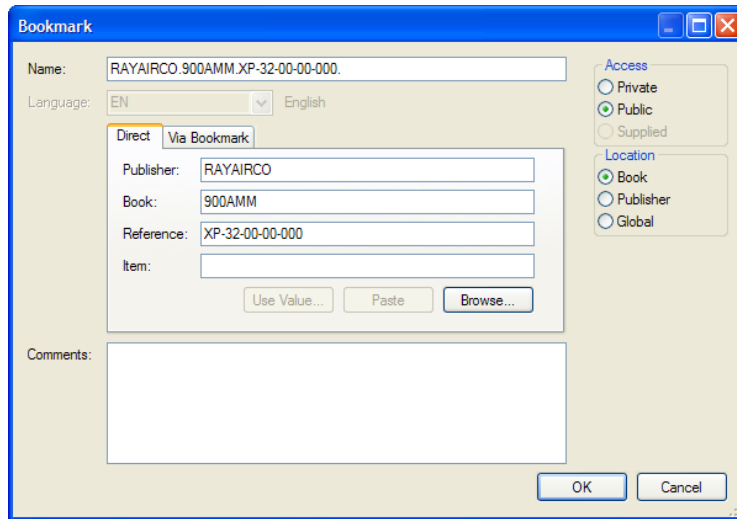 Bookmark
Name: RAYAIRCO.900AMM.XP-32-00-00-000.
Language: EN English
Direct Via Bookmark
Publisher: RAYAIRCO
Book: 900AMM
Reference: XP-32-00-00-000
Item:
Use Value... Paste Browse...
Comments:
Access
Private
Public
Supplied
Location
Book
Publisher
Global
OK Cancel